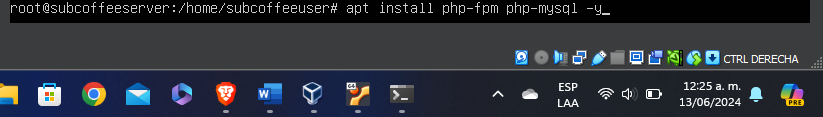 root@subcoffeeserver:/home/subcoffeeuser# apt install php-fpm php-mysql -y_
CTRL DERECHA
ESP
LAA
12:25 a. m.
13/06/2024
PRE